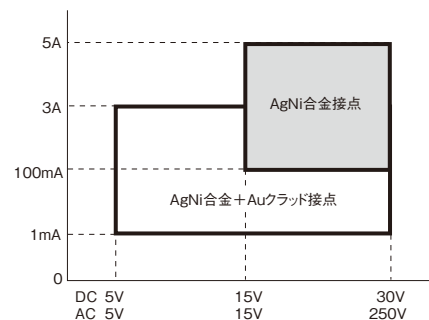 5A
AgNi合金接点
3A
100mA
AgNi合金＋Auクラッド接点
1mA
0
DC 5V 15V 30V
AC 5V 15V 250V